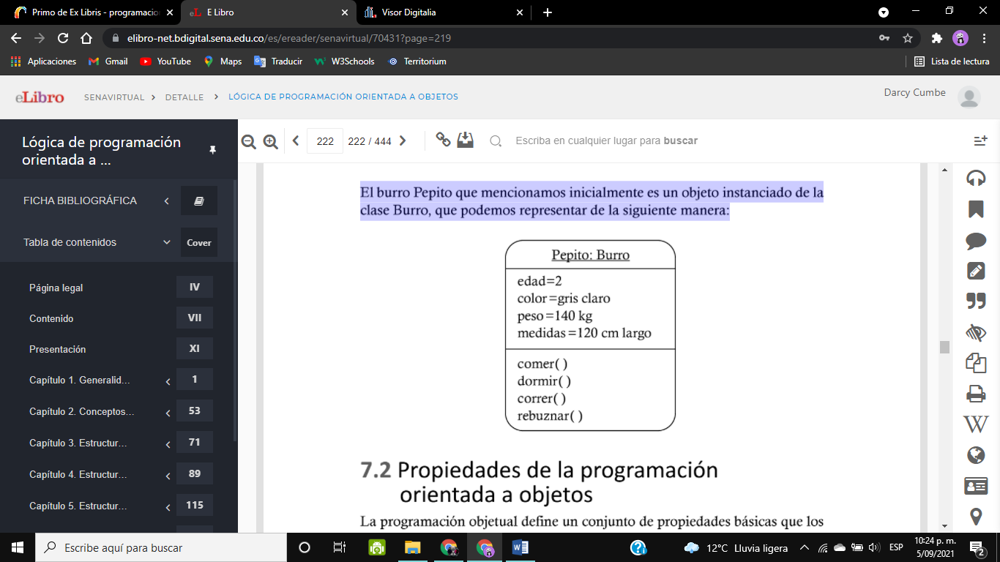 Primo de Ex Libris - programacio
E Libro
Visor Digitalia
elibro-net.bdigital.sena.edu.co/es/ereader/senavirtual/70431?page=219
Aplicaciones
Gmail
YouTube
Maps
Traducir
W3Schools
Territorium
Lista de lectura
eLibro
SENAVIRTUAL > DETALLE > LÓGICA DE PROGRAMACIÓN ORIENTADA A OBJETOS
Darcy Cumbe
Lógica de programación
orientada a ...
222
222 / 444
Escriba en cualquier lugar para buscar
FICHA BIBLIOGRÁFICA
Tabla de contenidos
Cover
Página legal
IV
Contenido
VII
Presentación
XI
Capítulo 1. Generalid...
1
Capítulo 2. Conceptos...
53
Capítulo 3. Estructur...
71
Capítulo 4. Estructur...
89
Capítulo 5. Estructur...
115
El burro Pepito que mencionamos inicialmente es un objeto instanciado de la
clase Burro, que podemos representar de la siguiente manera:
Pepito: Burro
edad=2
color=gris claro
peso=140 kg
medidas=120 cm largo
comer( )
dormir( )
correr( )
rebuznar( )
7.2 Propiedades de la programación
orientada a objetos
La programación objetual define un conjunto de propiedades básicas que los
W
Escribe aquí para buscar
12°C Lluvia ligera
ESP
10:24 p. m.
5/09/2021
2